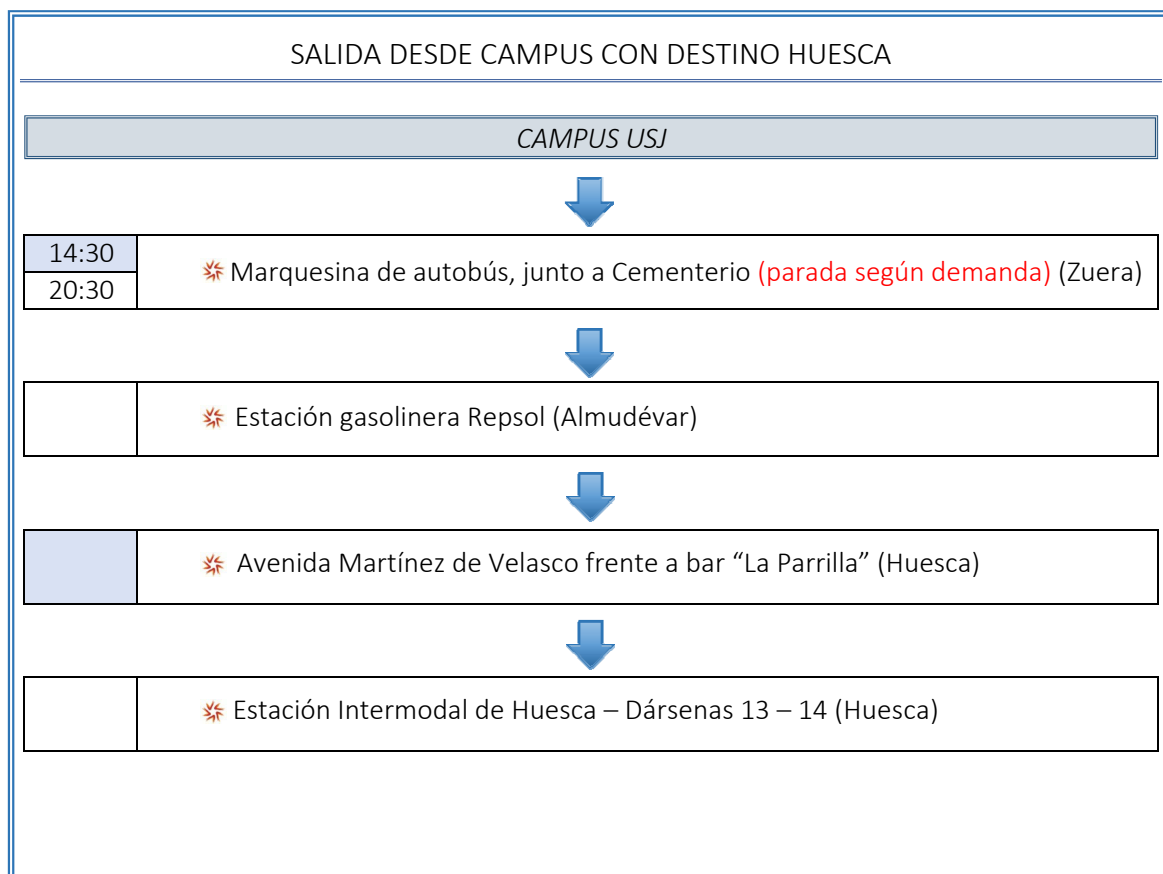 SALIDA DESDE CAMPUS CON DESTINO HUESCA
CAMPUS USJ
14:30
20:30
Marquesina de autobús, junto a Cementerio (parada según demanda) (Zuera)
Estación gasolinera Repsol (Almudévar)
Avenida Martínez de Velasco frente a bar “La Parrilla” (Huesca)
Estación Intermodal de Huesca – Dársenas 13 – 14 (Huesca)